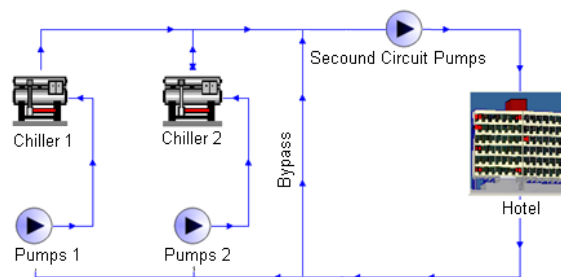 Secound Circuit Pumps
Chiller 1
Chiller 2
Bypass
Hotel
Pumps 1
Pumps 2